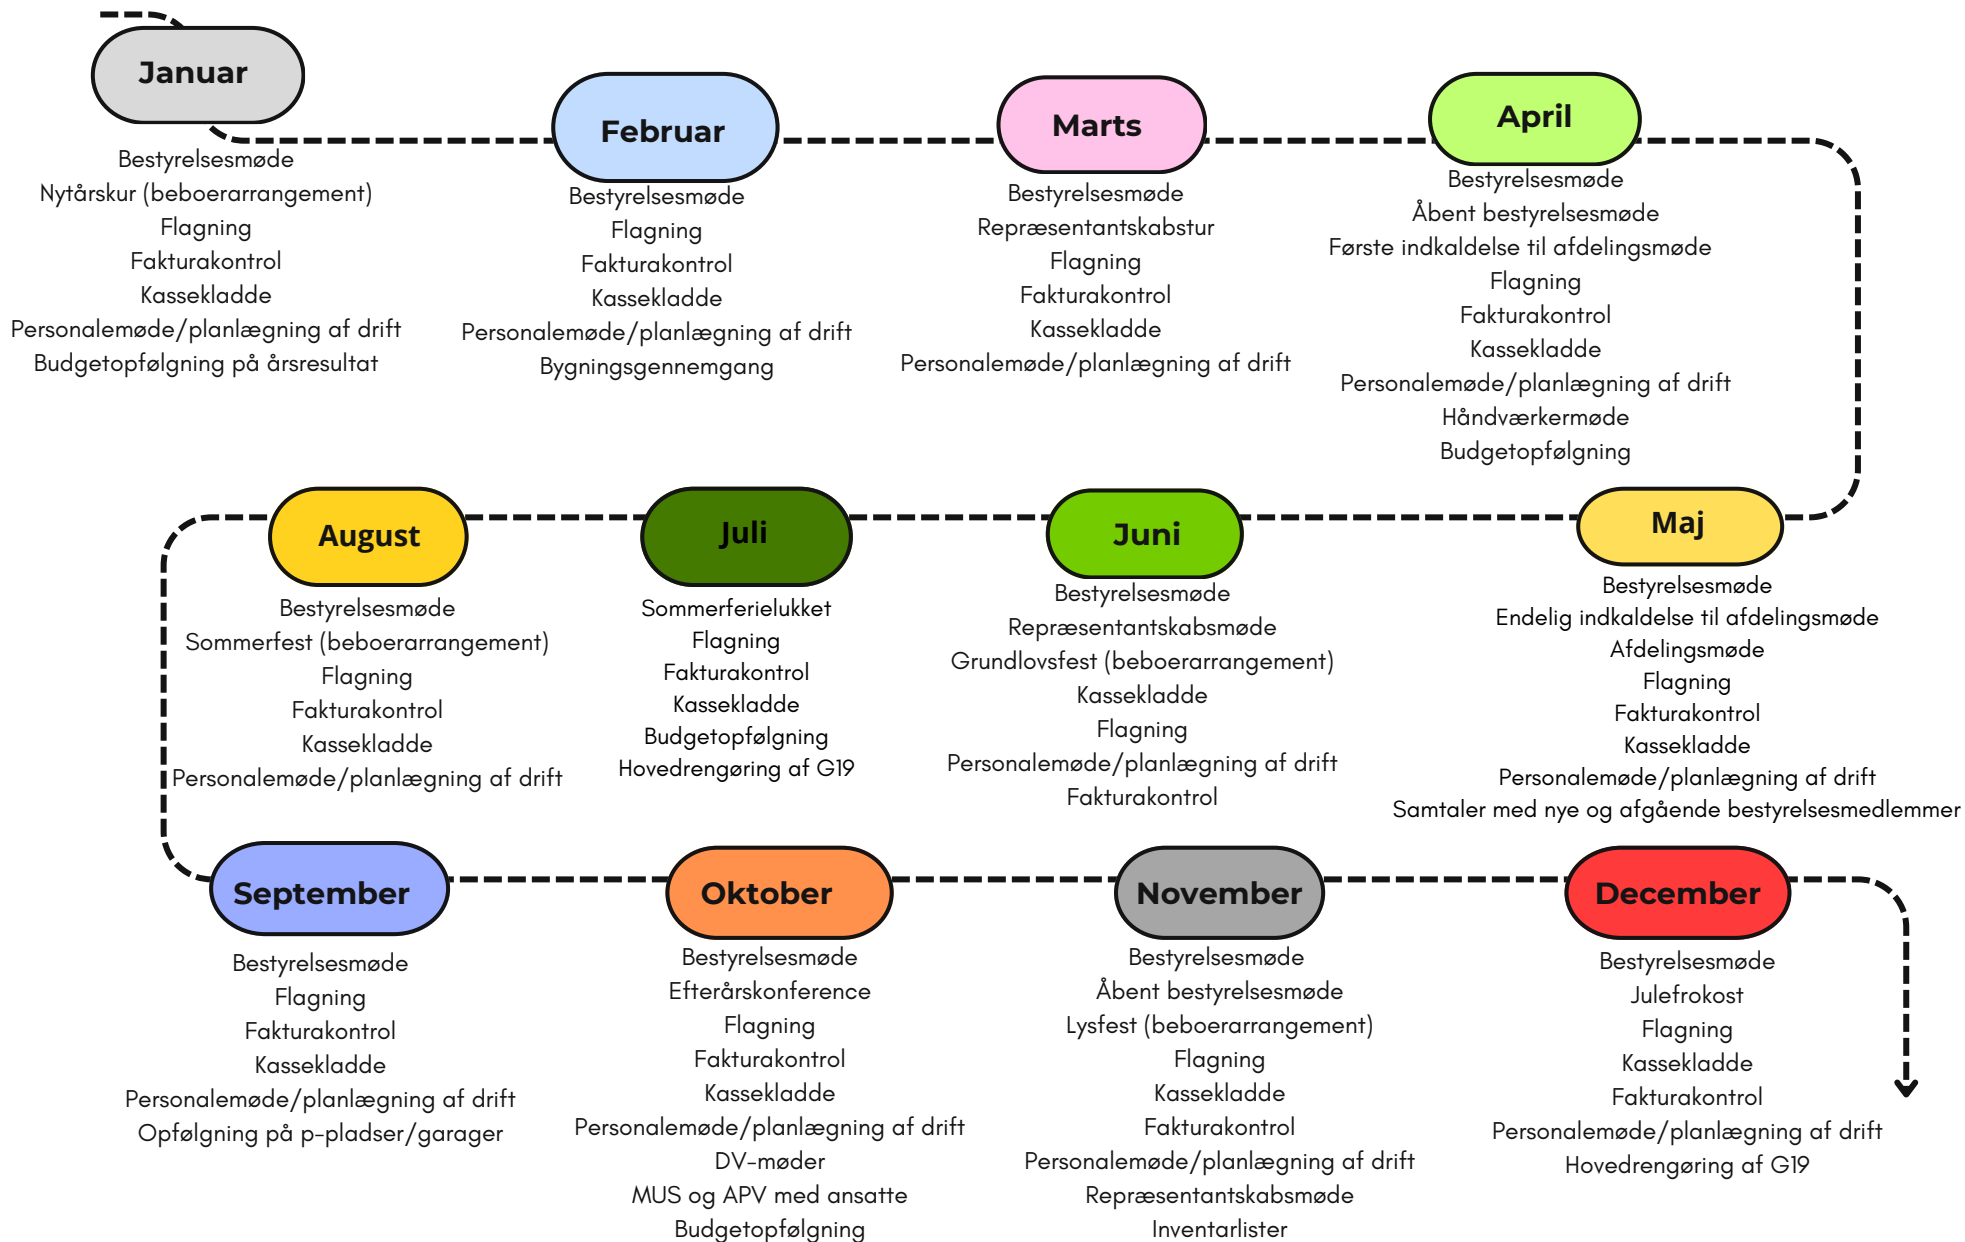 Januar
Bestyrelsesmøde
Nytårskur (beboerarrangement)
Flagning
Fakturakontrol
Kassekladde
Personalemøde/planlægning af drift
Budgetopfølgning på årsresultat
Februar
Bestyrelsesmøde
Flagning
Fakturakontrol
Kassekladde
Personalemøde/planlægning af drift
Bygningsgennemgang
Marts
Bestyrelsesmøde
Repræsentantskabstur
Flagning
Fakturakontrol
Kassekladde
Personalemøde/planlægning af drift
April
Bestyrelsesmøde
Åbent bestyrelsesmøde
Første indkaldelse til afdelingsmøde
Flagning
Fakturakontrol
Kassekladde
Personalemøde/planlægning af drift
Håndværkermøde
Budgetopfølgning
Maj
Bestyrelsesmøde
Endelig indkaldelse til afdelingsmøde
Afdelingsmøde
Flagning
Fakturakontrol
Kassekladde
Personalemøde/planlægning af drift
Samtaler med nye og afgående bestyrelsesmedlemmer
Juni
Bestyrelsesmøde
Repræsentantskabsmøde
Grundlovsfest (beboerarrangement)
Kassekladde
Flagning
Personalemøde/planlægning af drift
Fakturakontrol
Juli
Sommerferielukket
Flagning
Fakturakontrol
Kassekladde
Budgetopfølgning
Hovedrengøring af G19
August
Bestyrelsesmøde
Sommerfest (beboerarrangement)
Flagning
Fakturakontrol
Kassekladde
Personalemøde/planlægning af drift
September
Bestyrelsesmøde
Flagning
Fakturakontrol
Kassekladde
Personalemøde/planlægning af drift
Opfølgning på p-pladser/garager
Oktober
Bestyrelsesmøde
Efterårskonference
Flagning
Fakturakontrol
Kassekladde
Personalemøde/planlægning af drift
DV-møder
MUS og APV med ansatte
Budgetopfølgning
November
Bestyrelsesmøde
Åbent bestyrelsesmøde
Lysfest (beboerarrangement)
Flagning
Kassekladde
Fakturakontrol
Personalemøde/planlægning af drift
Repræsentantskabsmøde
Inventarlister
December
Bestyrelsesmøde
Julefrokost
Flagning
Kassekladde
Fakturakontrol
Personalemøde/planlægning af drift
Hovedrengøring af G19